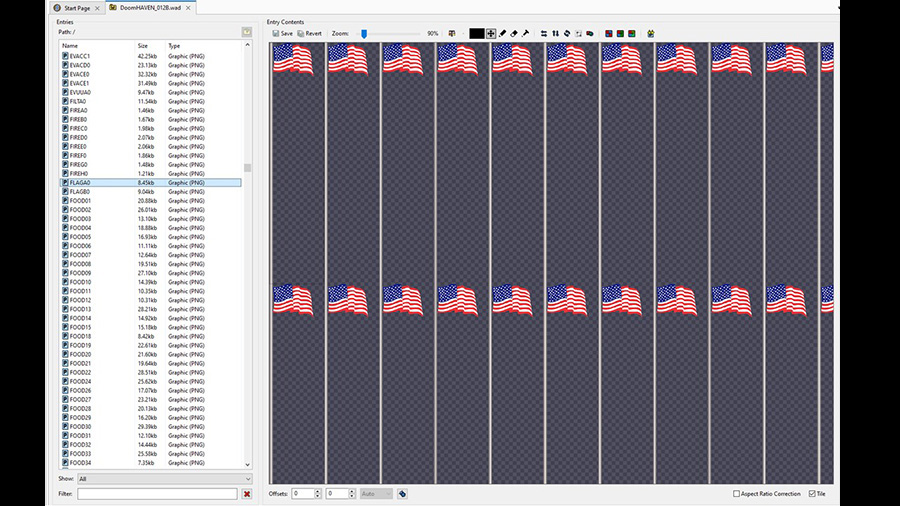 Start Page
DoomHAVEN_012B.wad
Entries
Path: /
Name Size Type
EVACC1 42.25kb Graphic (PNG)
EVACD0 23.13kb Graphic (PNG)
EVACE0 32.32kb Graphic (PNG)
EVACE1 31.49kb Graphic (PNG)
EVUUA0 9.47kb Graphic (PNG)
FILTA0 11.54kb Graphic (PNG)
FIREA0 1.46kb Graphic (PNG)
FIREB0 1.67kb Graphic (PNG)
FIREC0 1.98kb Graphic (PNG)
FIRED0 2.07kb Graphic (PNG)
FIREE0 2.06kb Graphic (PNG)
FIREF0 1.86kb Graphic (PNG)
FIREG0 1.48kb Graphic (PNG)
FIREH0 1.21kb Graphic (PNG)
FLAGA0 8.45kb Graphic (PNG)
FLAGB0 9.04kb Graphic (PNG)
FOOD01 20.88kb Graphic (PNG)
FOOD02 26.01kb Graphic (PNG)
FOOD03 13.10kb Graphic (PNG)
FOOD04 18.88kb Graphic (PNG)
FOOD05 16.93kb Graphic (PNG)
FOOD06 11.11kb Graphic (PNG)
FOOD07 12.64kb Graphic (PNG)
FOOD08 19.51kb Graphic (PNG)
FOOD09 27.10kb Graphic (PNG)
FOOD10 14.39kb Graphic (PNG)
FOOD11 10.35kb Graphic (PNG)
FOOD12 10.31kb Graphic (PNG)
FOOD13 28.21kb Graphic (PNG)
FOOD14 14.92kb Graphic (PNG)
FOOD15 15.18kb Graphic (PNG)
FOOD18 8.42kb Graphic (PNG)
FOOD19 22.61kb Graphic (PNG)
FOOD20 21.60kb Graphic (PNG)
FOOD21 19.64kb Graphic (PNG)
FOOD22 28.51kb Graphic (PNG)
FOOD24 25.62kb Graphic (PNG)
FOOD26 17.07kb Graphic (PNG)
FOOD27 23.21kb Graphic (PNG)
FOOD28 20.13kb Graphic (PNG)
FOOD29 16.20kb Graphic (PNG)
FOOD30 29.39kb Graphic (PNG)
FOOD31 12.10kb Graphic (PNG)
FOOD32 14.44kb Graphic (PNG)
FOOD33 25.58kb Graphic (PNG)
FOOD34 7.35kb Graphic (PNG)
Show: All
Filter:
Entry Contents
Save Revert Zoom: 90%
Offsets: 0 0 Auto Aspect Ratio Correction Tile